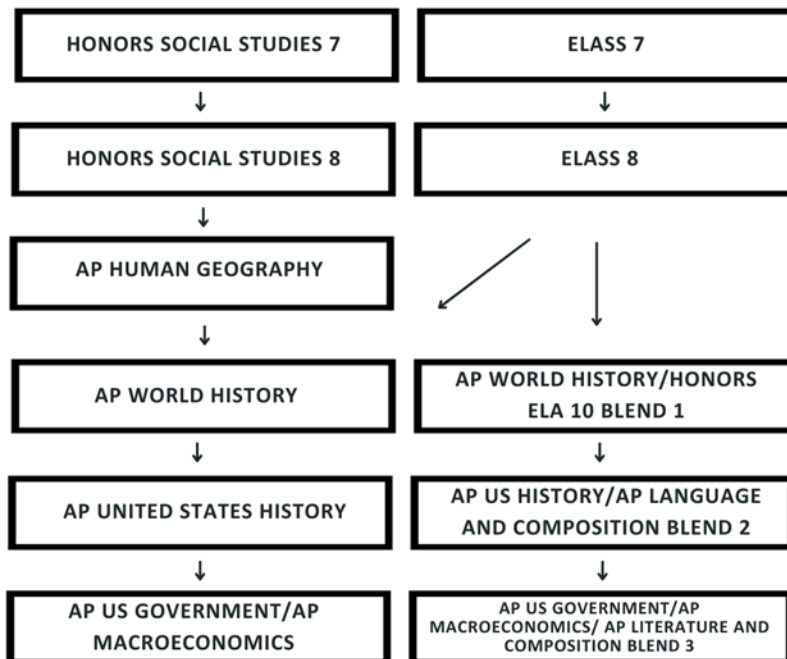 HONORS SOCIAL STUDIES 7
ELASS 7
HONORS SOCIAL STUDIES 8
ELASS 8
AP HUMAN GEOGRAPHY
AP WORLD HISTORY
AP WORLD HISTORY/HONORS
ELA 10 BLEND 1
AP UNITED STATES HISTORY
AP US HISTORY/AP LANGUAGE
AND COMPOSITION BLEND 2
AP US GOVERNMENT/AP
MACROECONOMICS
AP US GOVERNMENT/AP
MACROECONOMICS/ AP LITERATURE AND
COMPOSITION BLEND 3